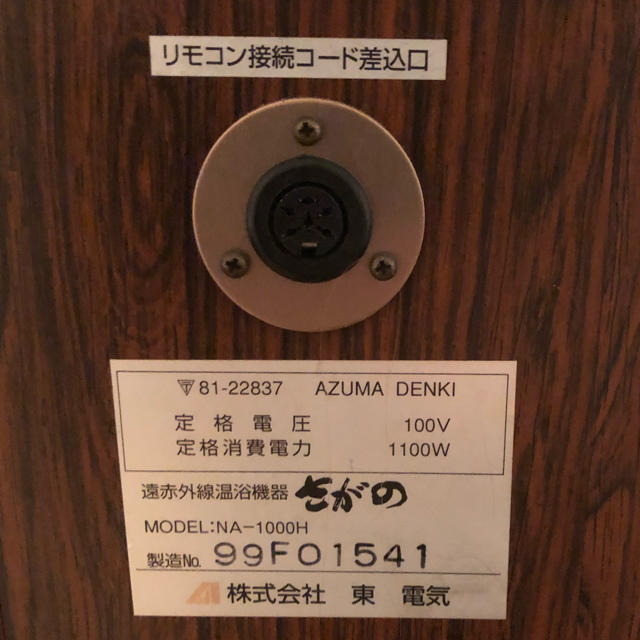 リモコン接続コード差込口
81-22837 AZUMA DENKI
定格電圧 100V
定格消費電力 1100W
遠赤外線温浴機器 さがの
MODEL:NA-1000H
製造No. 99F01541
株式会社 東 電気